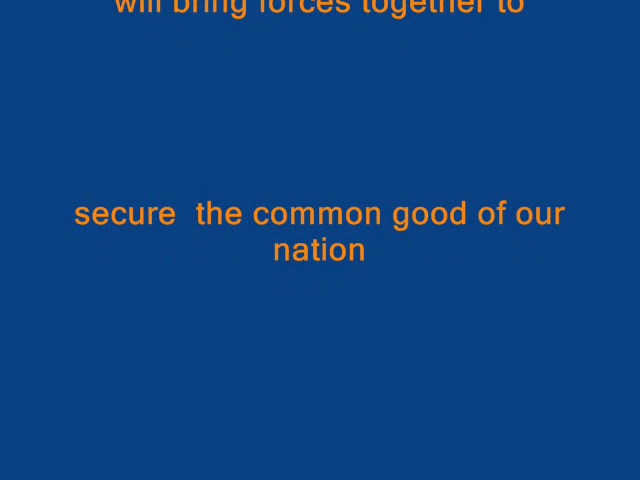 will bring forces together to
secure  the common good of our
nation